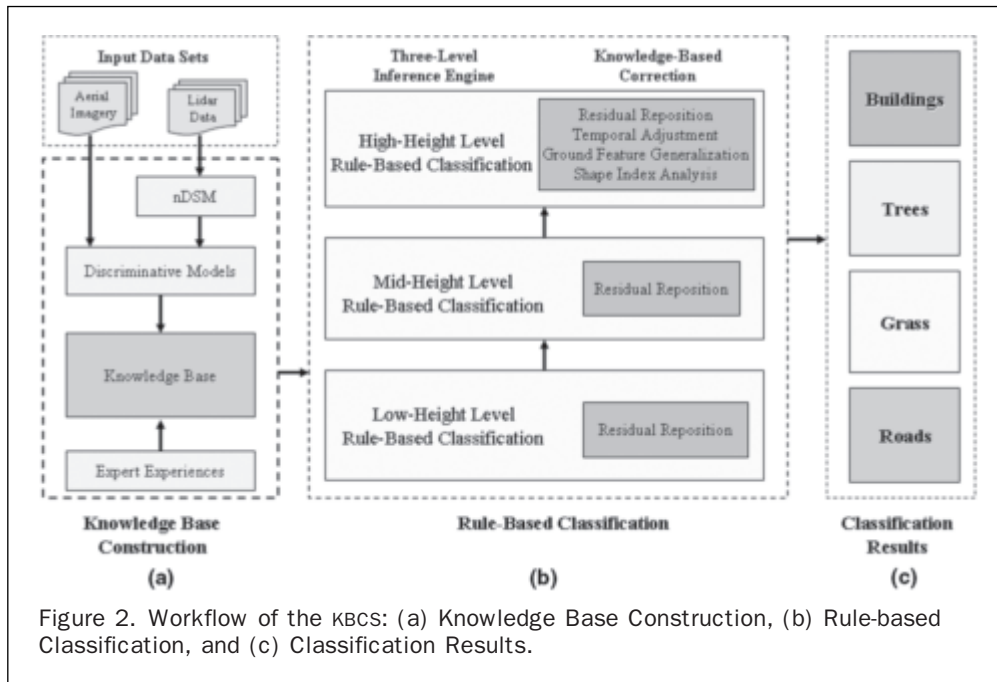 Input Data Sets
Aerial
Imagery
Lidar
Data
nDSM
Discriminative Models
Knowledge Base
Expert Experiences
Knowledge Base
Construction
(a)
Three-Level
Inference Engine
Knowledge-Based
Correction
High-Height Level
Rule-Based Classification
Residual Reposition
Temporal Adjustment
Ground Feature Generalization
Shape Index Analysis
Mid-Height Level
Rule-Based Classification
Residual Reposition
Low-Height Level
Rule-Based Classification
Residual Reposition
Rule-Based Classification
(b)
Buildings
Trees
Grass
Roads
Classification
Results
(c)
Figure 2. Workflow of the KBCS: (a) Knowledge Base Construction, (b) Rule-based
Classification, and (c) Classification Results.